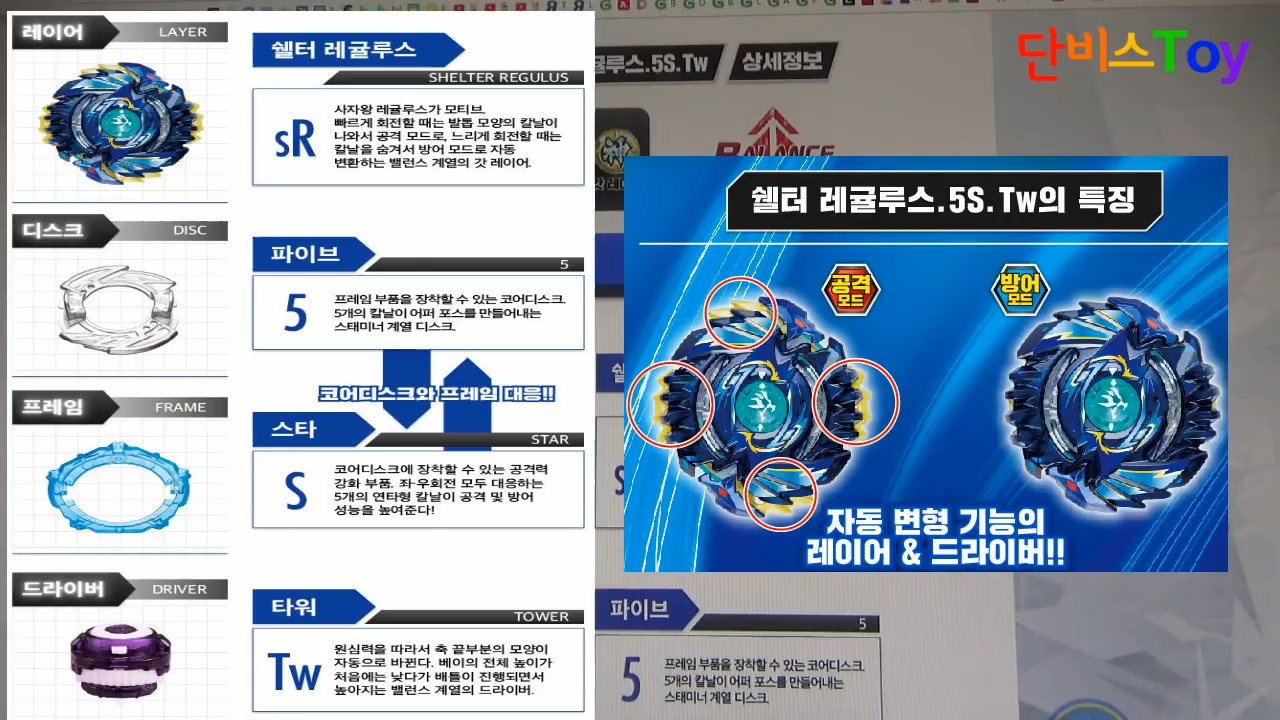 레이어 LAYER
쉘터 레귤루스
SHELTER REGULUS
sR
사자왕 레귤루스가 모티브.
빠르게 회전할 때는 발톱 모양의 칼날이
나와서 공격 모드로, 느리게 회전할 때는
칼날을 숨겨서 방어 모드로 자동
변환하는 밸런스 계열의 갓 레이어.
디스크 DISC
파이브
5
5
프레임 부품을 장착할 수 있는 코어디스크.
5개의 칼날이 어퍼 포스를 만들어내는
스태미너 계열 디스크.
코어디스크와 프레임 대응!!
프레임 FRAME
스타
STAR
S
코어디스크에 장착할 수 있는 공격력
강화 부품. 좌·우회전 모두 대응하는
5개의 연타형 칼날이 공격 및 방어
성능을 높여준다!
드라이버 DRIVER
타워
TOWER
Tw
원심력을 따라서 축 끝부분의 모양이
자동으로 바뀐다. 베이의 전체 높이가
처음에는 낮다가 배틀이 진행되면서
높아지는 밸런스 계열의 드라이버.
루스.5S.Tw 상세정보
단비스Toy
神
BALANCE
쉘터 레귤루스.5S.Tw의 특징
공격
모드
방어
모드
자동 변형 기능의
레이어 & 드라이버!!
파이브
5
5
프레임 부품을 장착할 수 있는 코어디스크.
5개의 칼날이 어퍼 포스를 만들어내는
스태미너 계열 디스크.